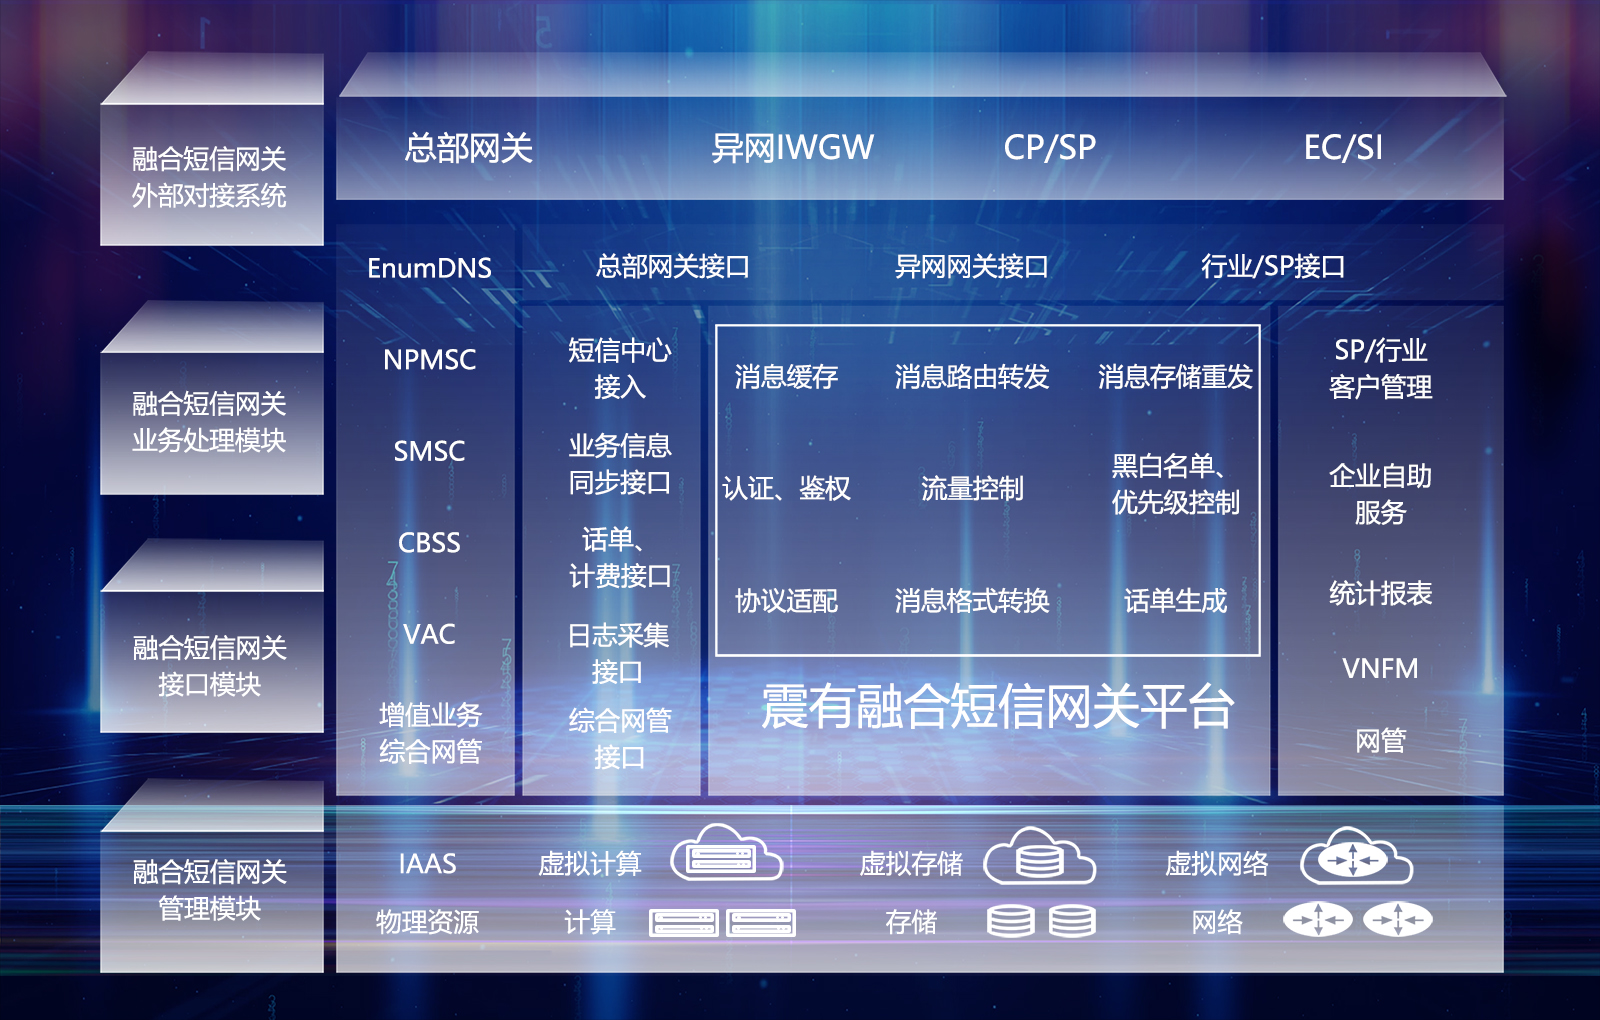 融合短信网关
外部对接系统
总部网关
异网IWGW
CP/SP
EC/SI
融合短信网关
业务处理模块
融合短信网关
接口模块
融合短信网关
管理模块
EnumDNS
NPMSC
SMSC
CBSS
VAC
增值业务
综合网管
总部网关接口
异网网关接口
行业/SP接口
短信中心
接入
业务信息
同步接口
话单、
计费接口
日志采集
接口
综合网管
接口
消息缓存
消息路由转发
消息存储重发
认证、鉴权
流量控制
黑白名单、
优先级控制
协议适配
消息格式转换
话单生成
震有融合短信网关平台
SP/行业
客户管理
企业自助
服务
统计报表
VNFM
网管
IAAS
虚拟计算
虚拟存储
虚拟网络
物理资源
计算
存储
网络